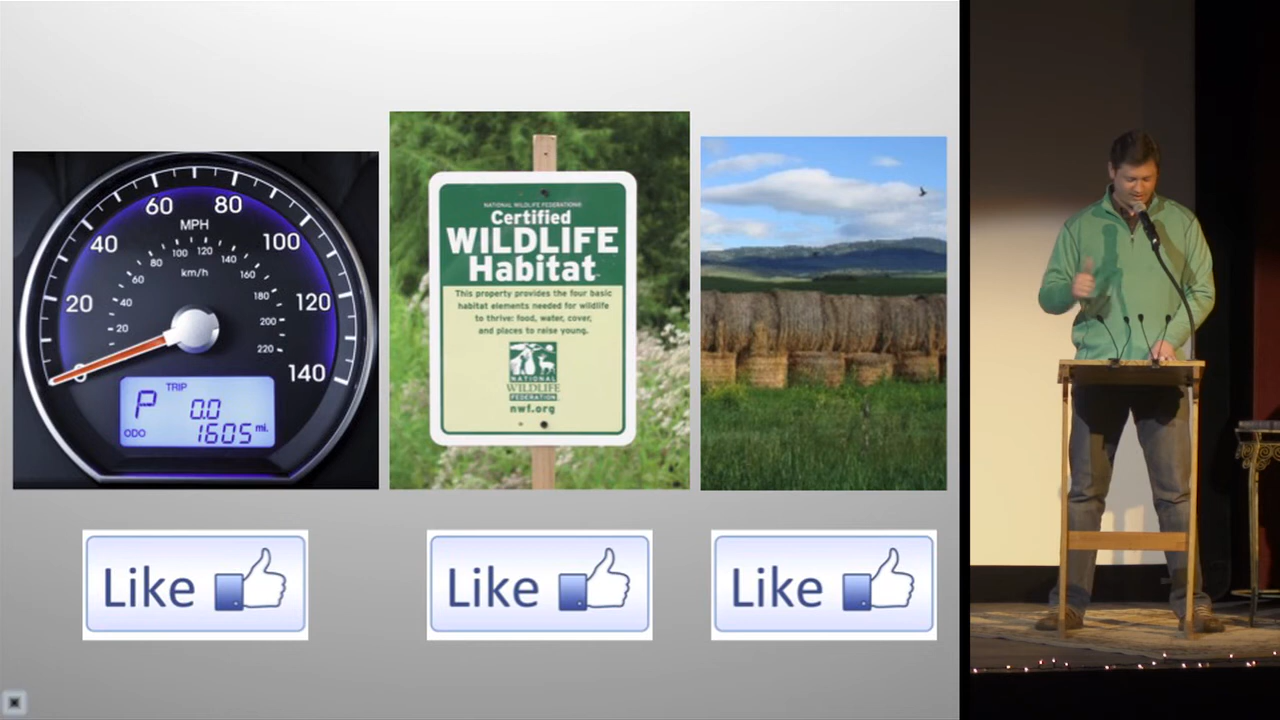 60
80
MPH
40
100
80
100
120
140
60
160
km/h
20
40
180
120
20
200
220
0
140
P
TRIP
0.0
ODO
1605 mi.
NATIONAL WILDLIFE FEDERATION®
Certified
WILDLIFE
Habitat™
This property provides the four basic
habitat elements needed for wildlife
to thrive: food, water, cover,
and places to raise young.
NATIONAL
WILDLIFE
FEDERATION
nwf.org
Like
Like
Like